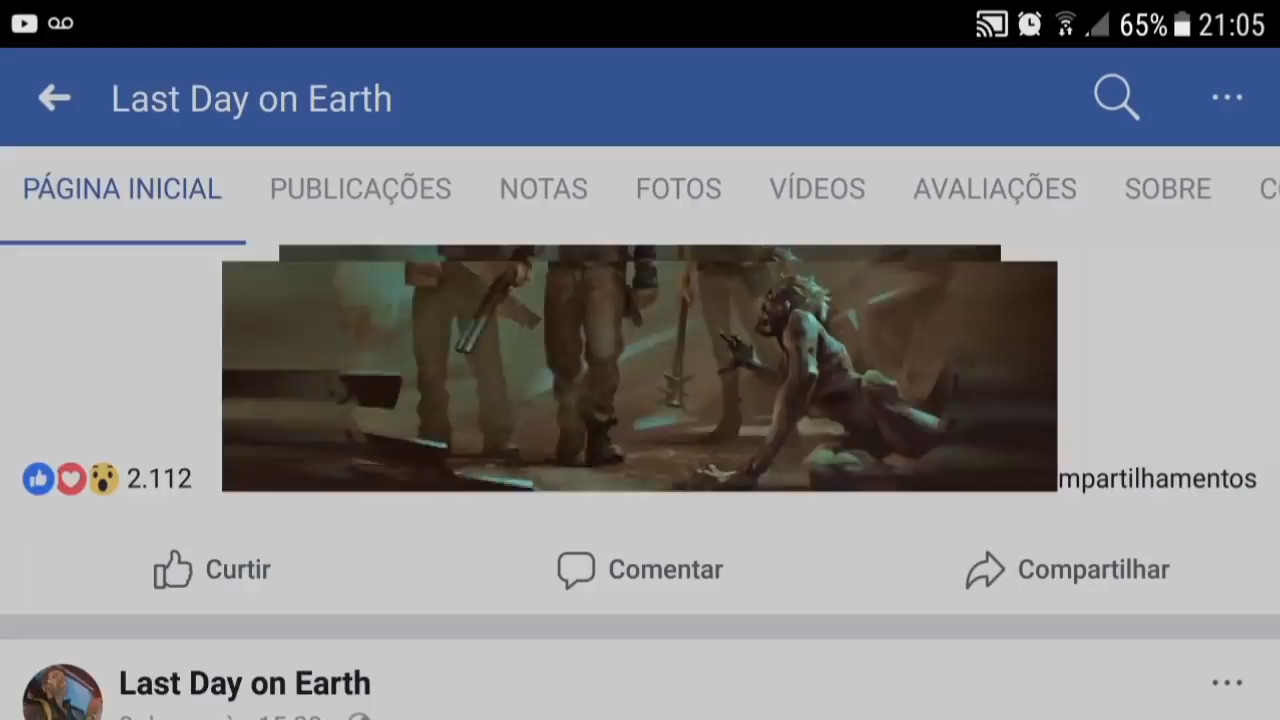 65% 21:05
Last Day on Earth
PÁGINA INICIAL PUBLICAÇÕES NOTAS FOTOS VÍDEOS AVALIAÇÕES SOBRE C
2.112 mpartilhamentos
Curtir Comentar Compartilhar
Last Day on Earth